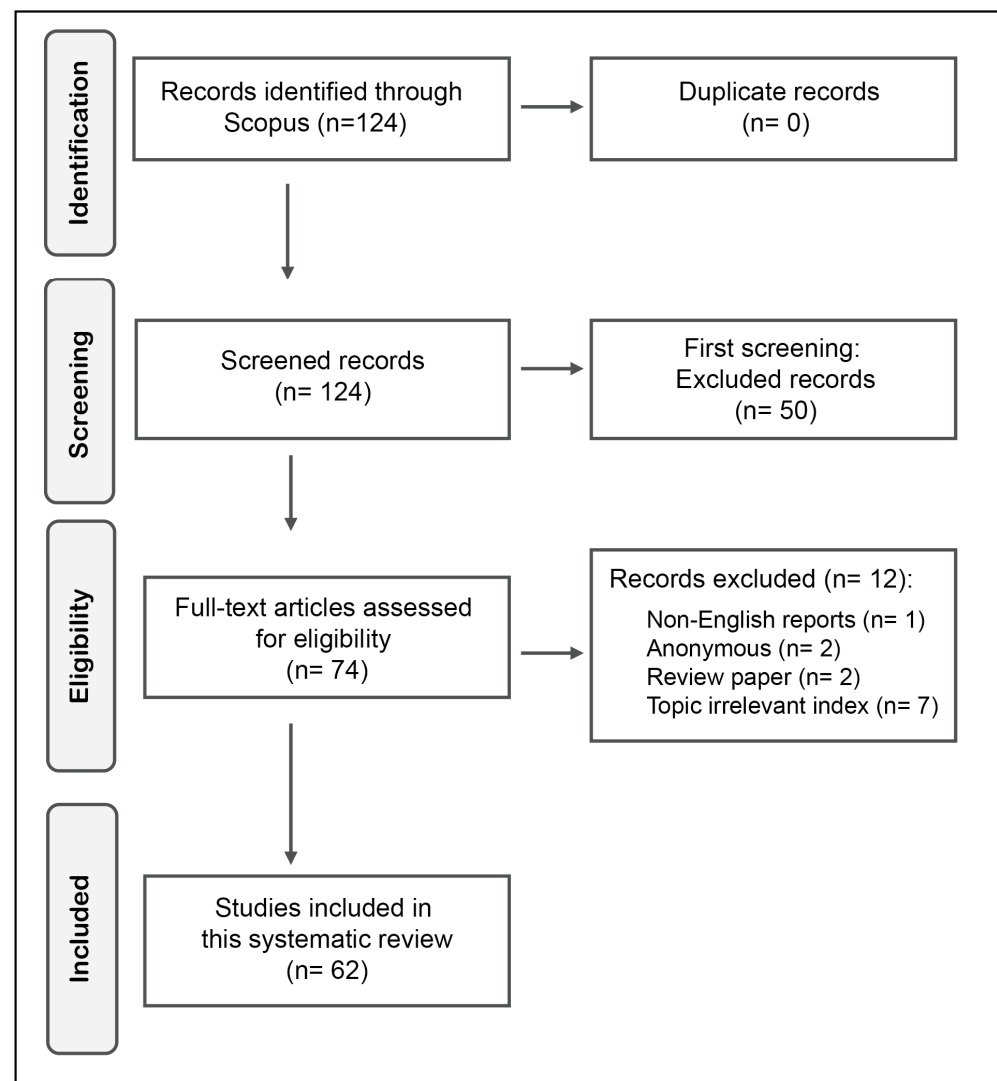 Identification
Records identified through
Scopus (n=124)
Duplicate records
(n= 0)
Screening
Screened records
(n= 124)
First screening:
Excluded records
(n= 50)
Eligibility
Full-text articles assessed
for eligibility
(n= 74)
Records excluded (n= 12):
Non-English reports (n= 1)
Anonymous (n= 2)
Review paper (n= 2)
Topic irrelevant index (n= 7)
Included
Studies included in
this systematic review
(n= 62)